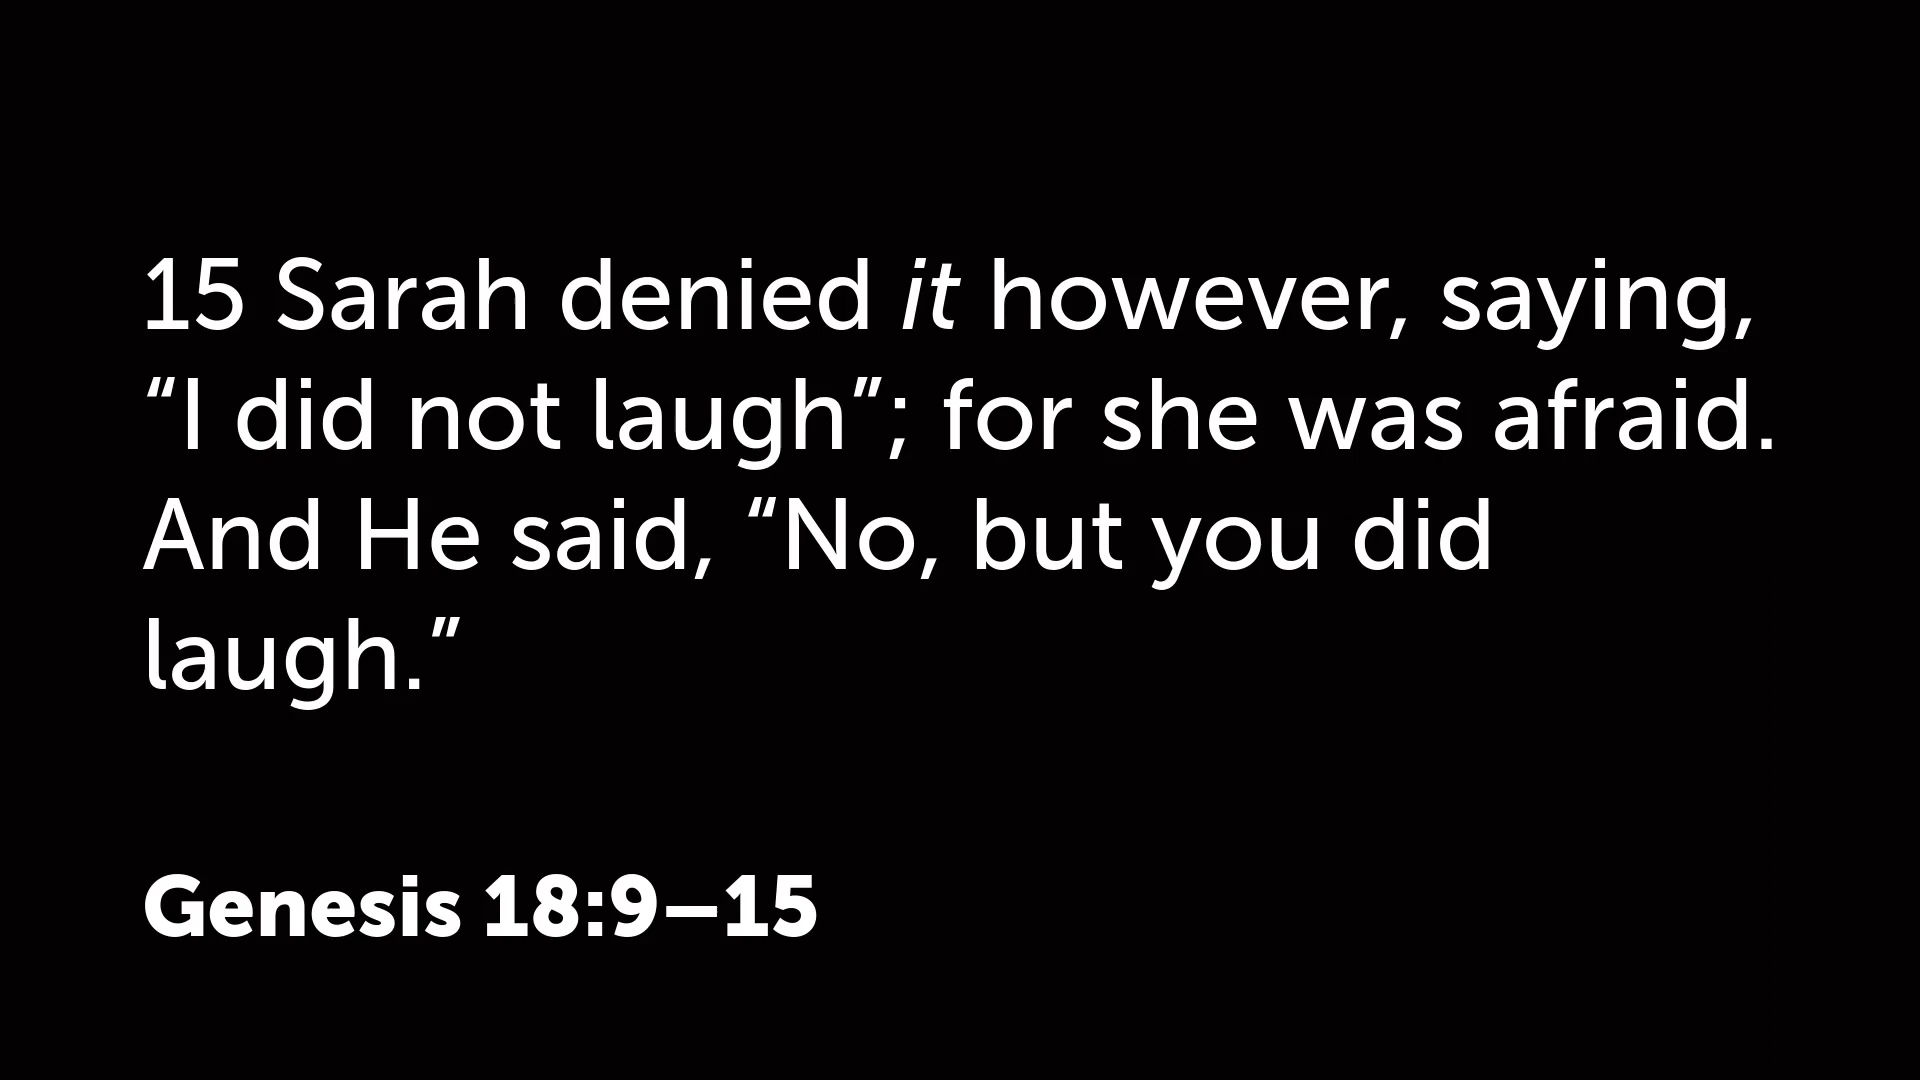 15 Sarah denied it however, saying,
“I did not laugh”; for she was afraid.
And He said, “No, but you did
laugh.”
Genesis 18:9–15